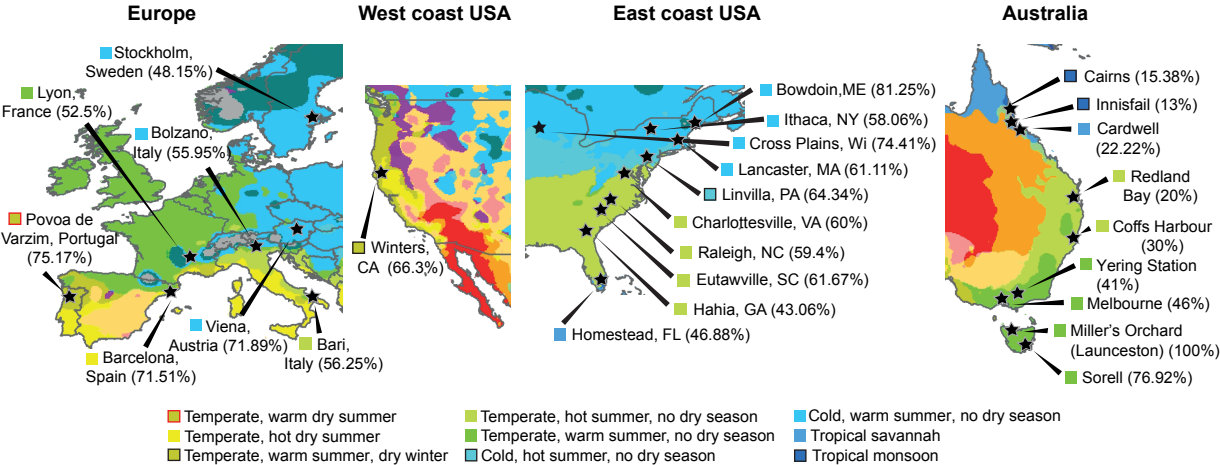 Europe
West coast USA
East coast USA
Australia
Stockholm,
Sweden (48.15%)
Lyon,
France (52.5%)
Bolzano,
Italy (55.95%)
Povoa de
Varzim, Portugal
(75.17%)
Viena,
Austria (71.89%)
Barcelona,
Spain (71.51%)
Bari,
Italy (56.25%)
Winters,
CA (66.3%)
Bowdoin,ME (81.25%)
Ithaca, NY (58.06%)
Cross Plains, Wi (74.41%)
Lancaster, MA (61.11%)
Linvilla, PA (64.34%)
Charlottesville, VA (60%)
Raleigh, NC (59.4%)
Eutawville, SC (61.67%)
Hahia, GA (43.06%)
Homestead, FL (46.88%)
Cairns (15.38%)
Innisfail (13%)
Cardwell
(22.22%)
Redland
Bay (20%)
Coffs Harbour
(30%)
Yering Station
(41%)
Melbourne (46%)
Miller's Orchard
(Launceston) (100%)
Sorell (76.92%)
Temperate, warm dry summer
Temperate, hot dry summer
Temperate, warm summer, dry winter
Temperate, hot summer, no dry season
Temperate, warm summer, no dry season
Cold, hot summer, no dry season
Cold, warm summer, no dry season
Tropical savannah
Tropical monsoon